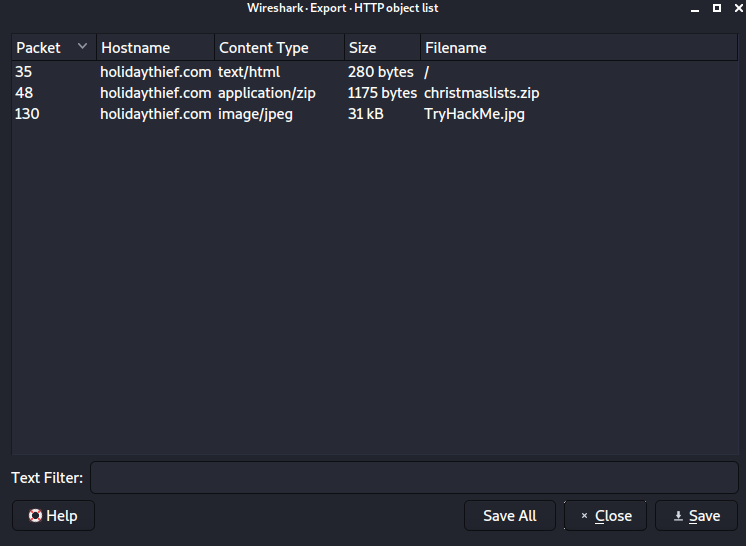 Wireshark · Export · HTTP object list
Packet Hostname Content Type Size Filename
35 holidaythief.com text/html 280 bytes /
48 holidaythief.com application/zip 1175 bytes christmaslists.zip
130 holidaythief.com image/jpeg 31 kB TryHackMe.jpg
Text Filter:
Help Save All Close Save